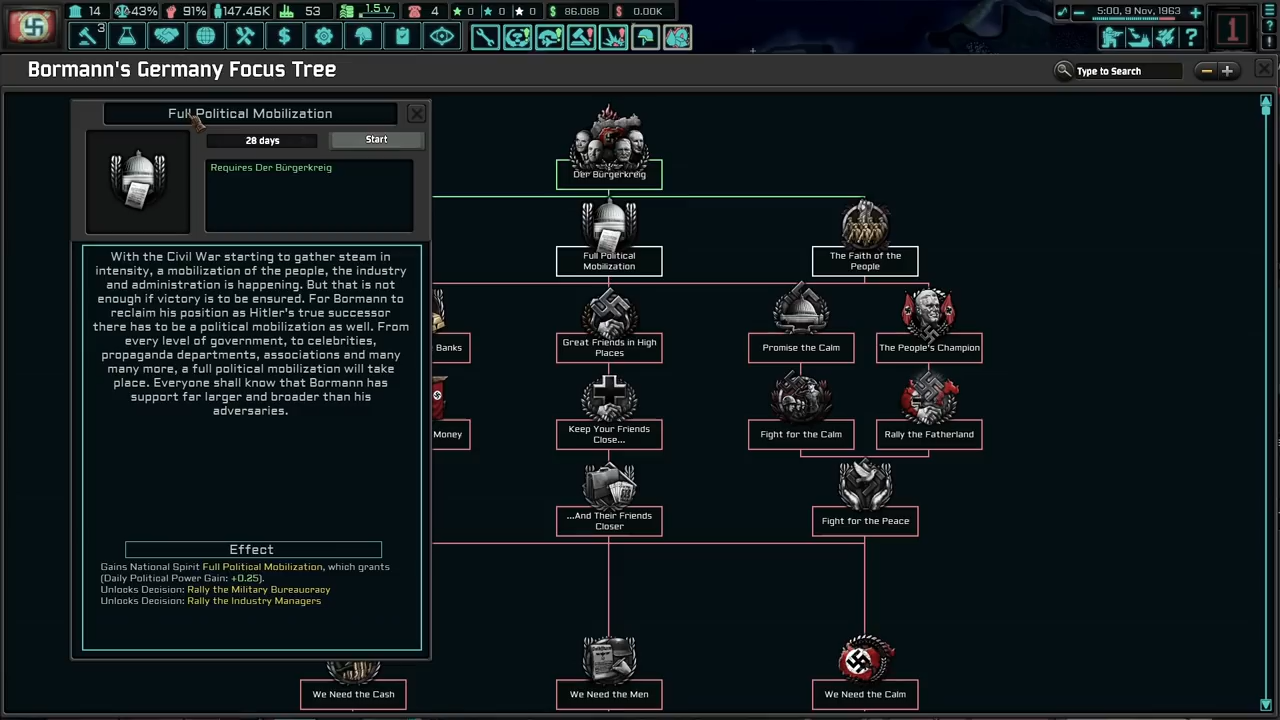 14 43% 91% 147.46K 53 1.5 v 4 0 0 0 $ 86.08B $ 0.00K 5:00, 9 Nov, 1963
3 $ ? 1
Bormann's Germany Focus Tree
Type to Search
Full Political Mobilization
28 days
Start
Requires Der Bürgerkreig
With the Civil War starting to gather steam in
intensity, a mobilization of the people, the industry
and administration is happening. But that is not
enough if victory is to be ensured. For Bormann to
reclaim his position as Hitler's true successor
there has to be a political mobilization as well. From
every level of government, to celebrities,
propaganda departments, associations and many
many more, a full political mobilization will take
place. Everyone shall know that Bormann has
support far larger and broader than his
adversaries.
Effect
Gains National Spirit Full Political Mobilization, which grants
(Daily Political Power Gain: +0.25).
Unlocks Decision: Rally the Military Bureaucracy
Unlocks Decision: Rally the Industry Managers
Der Bürgerkreig
Full Political
Mobilization
The Faith of the
People
Banks
Great Friends in High
Places
Promise the Calm
The People's Champion
Money
Keep Your Friends
Close...
Fight for the Calm
Rally the Fatherland
...And Their Friends
Closer
Fight for the Peace
We Need the Cash
We Need the Men
We Need the Calm